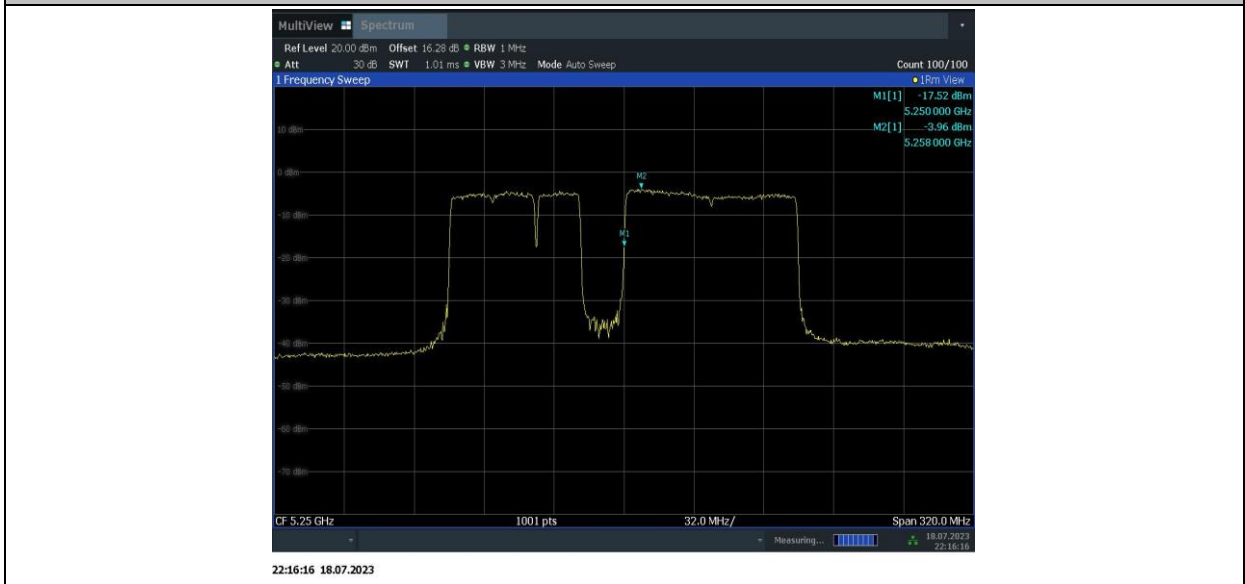 MultiView Spectrum
Ref Level 20.00 dBm Offset 16.28 dB RBW 1 MHz
Att 30 dB SWT 1.01 ms VBW 3 MHz Mode Auto Sweep Count 100/100
1 Frequency Sweep 1Rm View
M1[1] -17.52 dBm
5.250 000 GHz
M2[1] -3.96 dBm
5.258 000 GHz
10 dBm
0 dBm
M2
-10 dBm
M1
-20 dBm
-30 dBm
-40 dBm
-50 dBm
-60 dBm
-70 dBm
CF 5.25 GHz 1001 pts 32.0 MHz/ Span 320.0 MHz
Measuring... 18.07.2023
22:16:16
22:16:16 18.07.2023